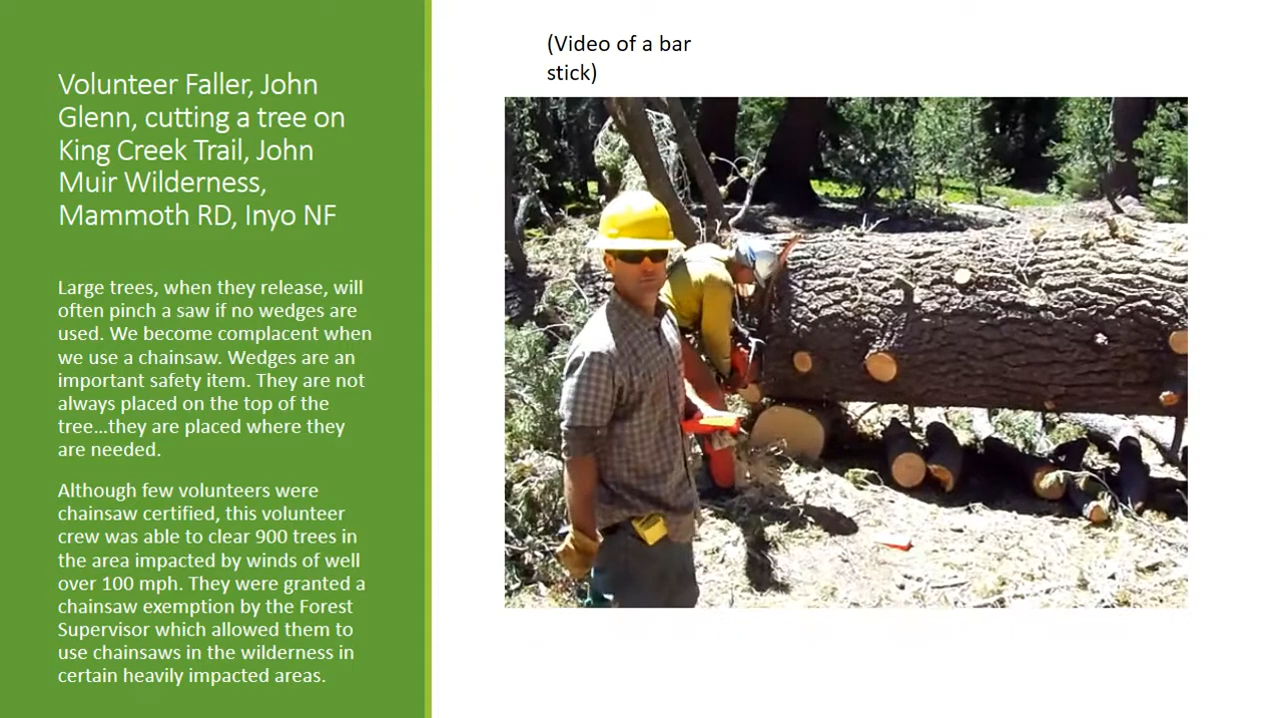 Volunteer Faller, John
Glenn, cutting a tree on
King Creek Trail, John
Muir Wilderness,
Mammoth RD, Inyo NF
Large trees, when they release, will
often pinch a saw if no wedges are
used. We become complacent when
we use a chainsaw. Wedges are an
important safety item. They are not
always placed on the top of the
tree…they are placed where they
are needed.
Although few volunteers were
chainsaw certified, this volunteer
crew was able to clear 900 trees in
the area impacted by winds of well
over 100 mph. They were granted a
chainsaw exemption by the Forest
Supervisor which allowed them to
use chainsaws in the wilderness in
certain heavily impacted areas.
(Video of a bar
stick)